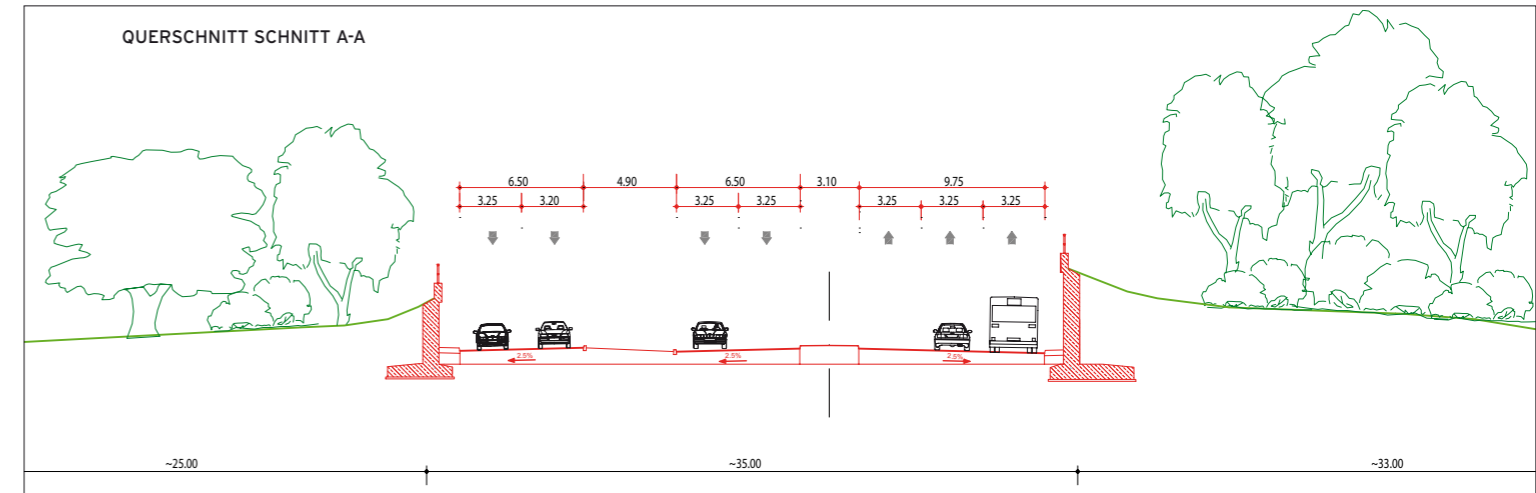 QUERSCHNITT SCHNITT A-A
6.50 4.90 6.50 3.10 9.75
3.25 3.20 3.25 3.25 3.25 3.25 3.25
2.5% 2.5% 2.5%
~25.00 ~35.00 ~33.00